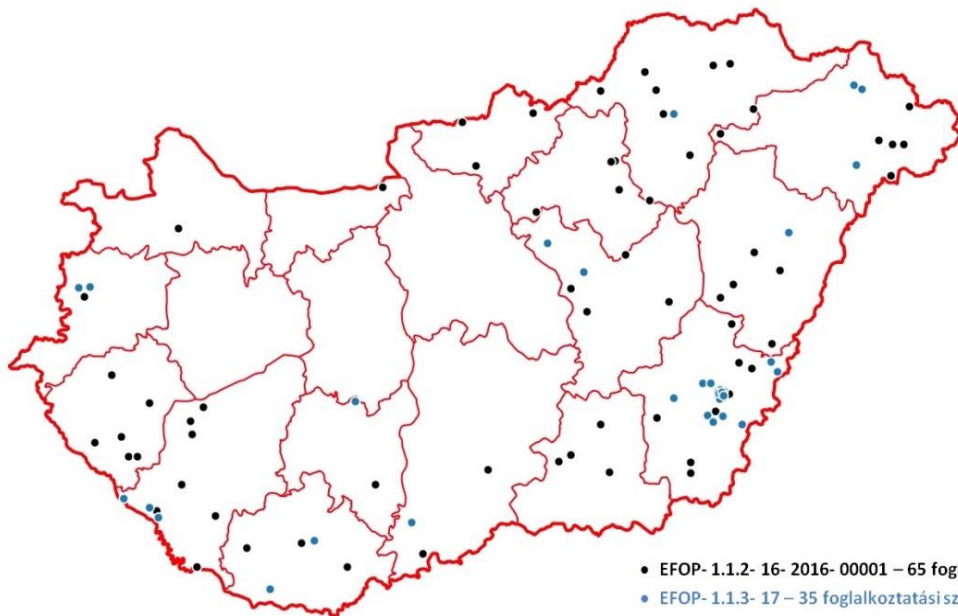 • EFOP- 1.1.2- 16- 2016- 00001 – 65 fog
• EFOP- 1.1.3- 17 – 35 foglalkoztatási sz